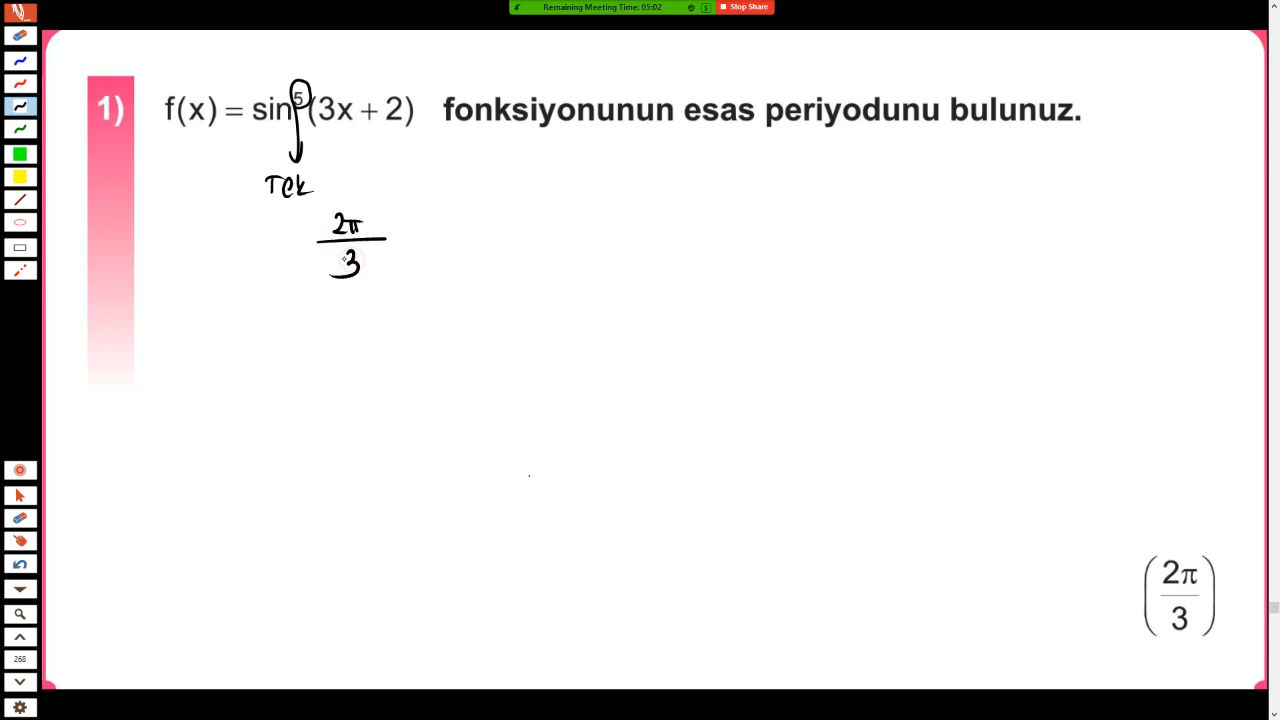 Remaining Meeting Time: 05:02 Stop Share
1) f(x) = sin⁵(3x + 2) fonksiyonunun esas periyodunu bulunuz.
Tek
2π
3
268
(2π
3)